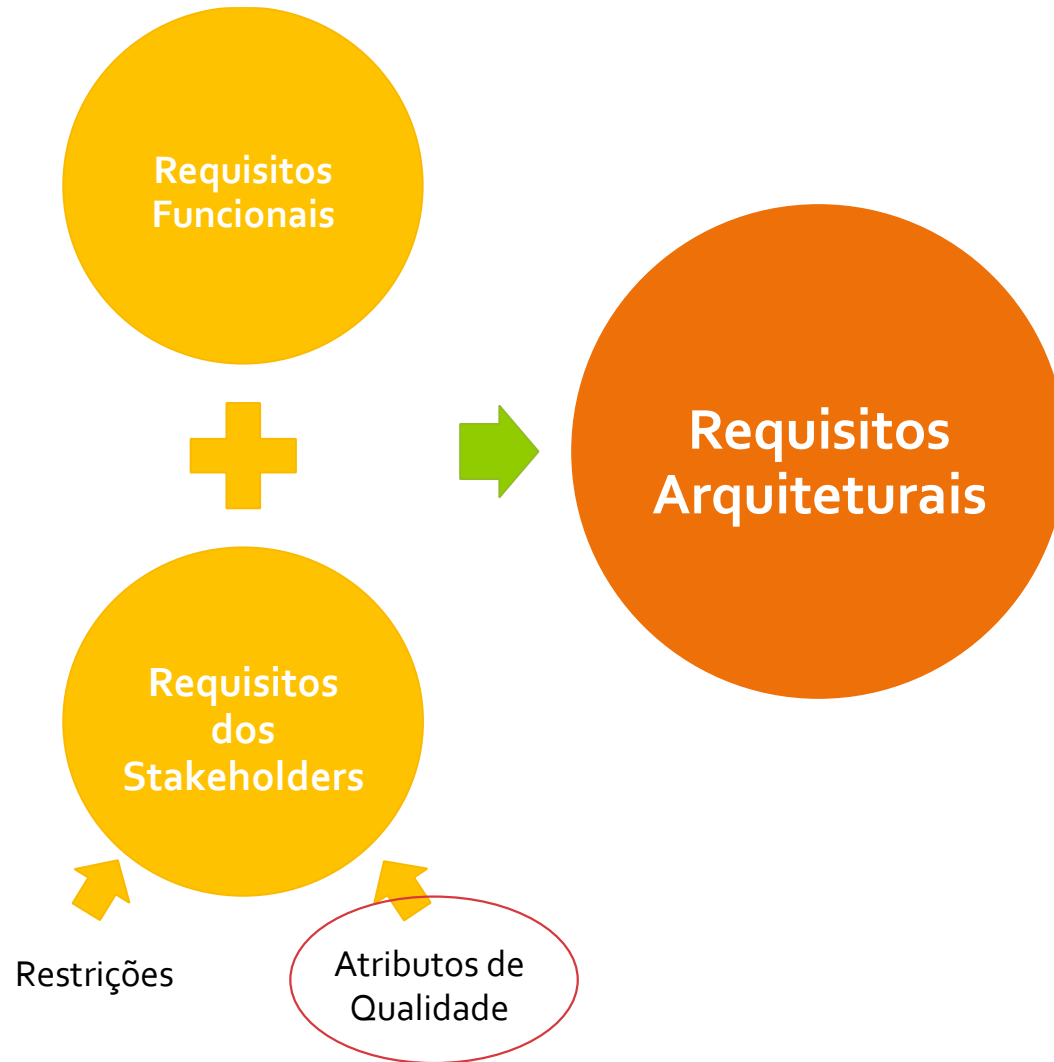 Requisitos
Funcionais
Requisitos
Arquiteturais
Requisitos
dos
Stakeholders
Restrições
Atributos de
Qualidade